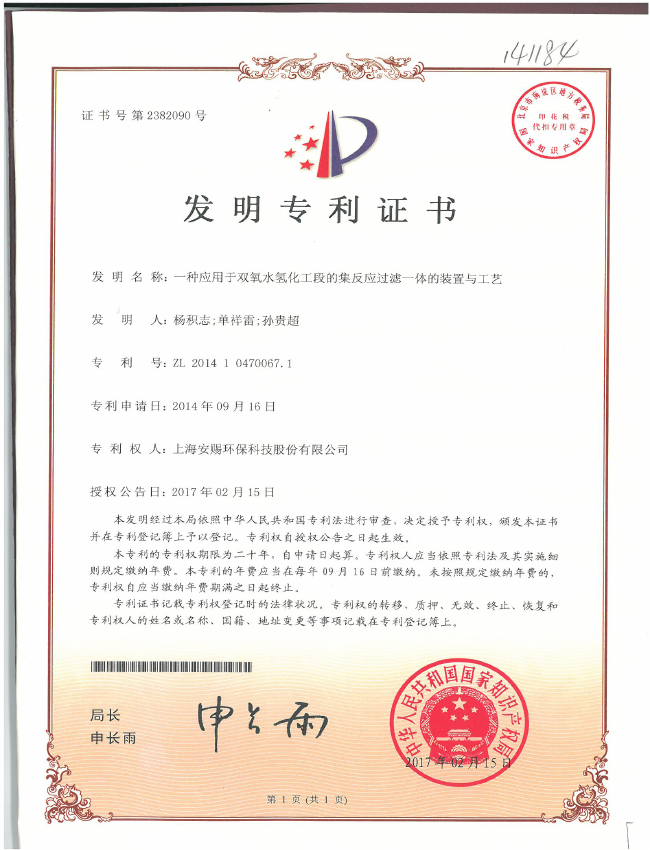 141184
证书号第2382090号
北京市海淀区地方税务局
印花税
代扣专用章
国家知识产权局
发明专利证书
发明名称：一种应用于双氧水氢化工段的集反应过滤一体的装置与工艺
发明人：杨积志;单祥雷;孙贵超
专利号：ZL 2014 1 0470067.1
专利申请日：2014年09月16日
专利权人：上海安赐环保科技股份有限公司
授权公告日：2017年02月15日
本发明经过本局依照中华人民共和国专利法进行审查，决定授予专利权，颁发本证书
并在专利登记簿上予以登记。专利权自授权公告之日起生效。
本专利的专利权期限为二十年，自申请日起算。专利权人应当依照专利法及其实施细
则规定缴纳年费。本专利的年费应当在每年09月16日前缴纳。未按照规定缴纳年费的，
专利权自应当缴纳年费期满之日起终止。
专利证书记载专利权登记时的法律状况。专利权的转移、质押、无效、终止、恢复和
专利权人的姓名或名称、国籍、地址变更等事项记载在专利登记簿上。
局长
申长雨
申长雨
中华人民共和国国家知识产权局
2017年02月15日
第1页(共1页)